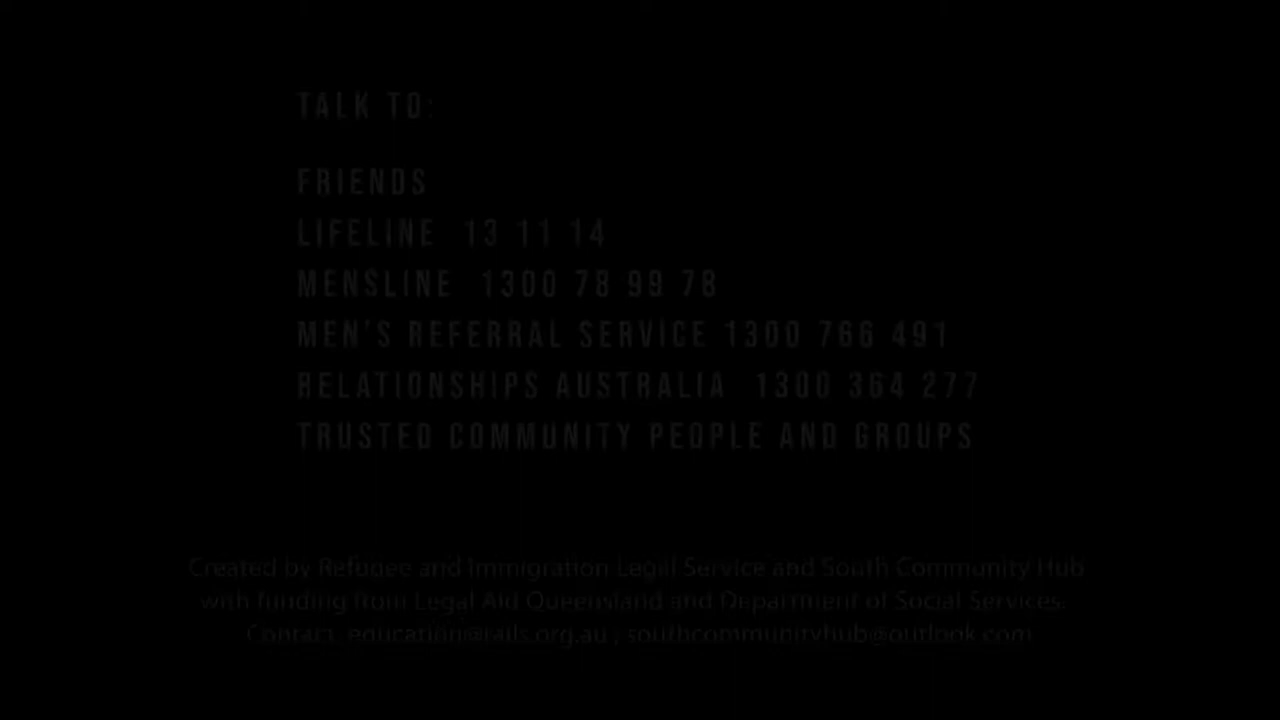 TALK TO:
FRIENDS
LIFELINE 13 11 14
MENSLINE 1300 78 99 78
MEN'S REFERRAL SERVICE 1300 766 491
RELATIONSHIPS AUSTRALIA 1300 364 277
TRUSTED COMMUNITY PEOPLE AND GROUPS
Created by Refugee and Immigration Legal Service and South Community Hub
with funding from Legal Aid Queensland and Department of Social Services.
Contact: education@rails.org.au, southcommunityhub@outlook.com